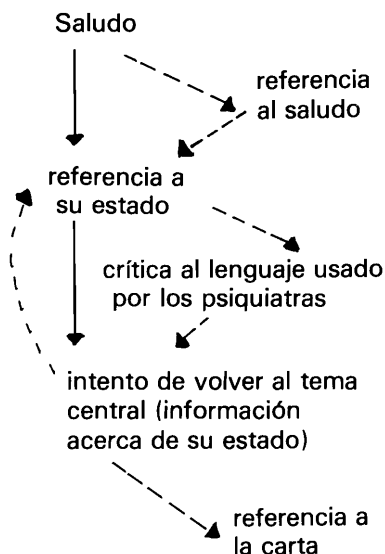 Saludo
referencia
al saludo
referencia a
su estado
crítica al lenguaje usado
por los psiquiatras
intento de volver al tema
central (información
acerca de su estado)
referencia a
la carta